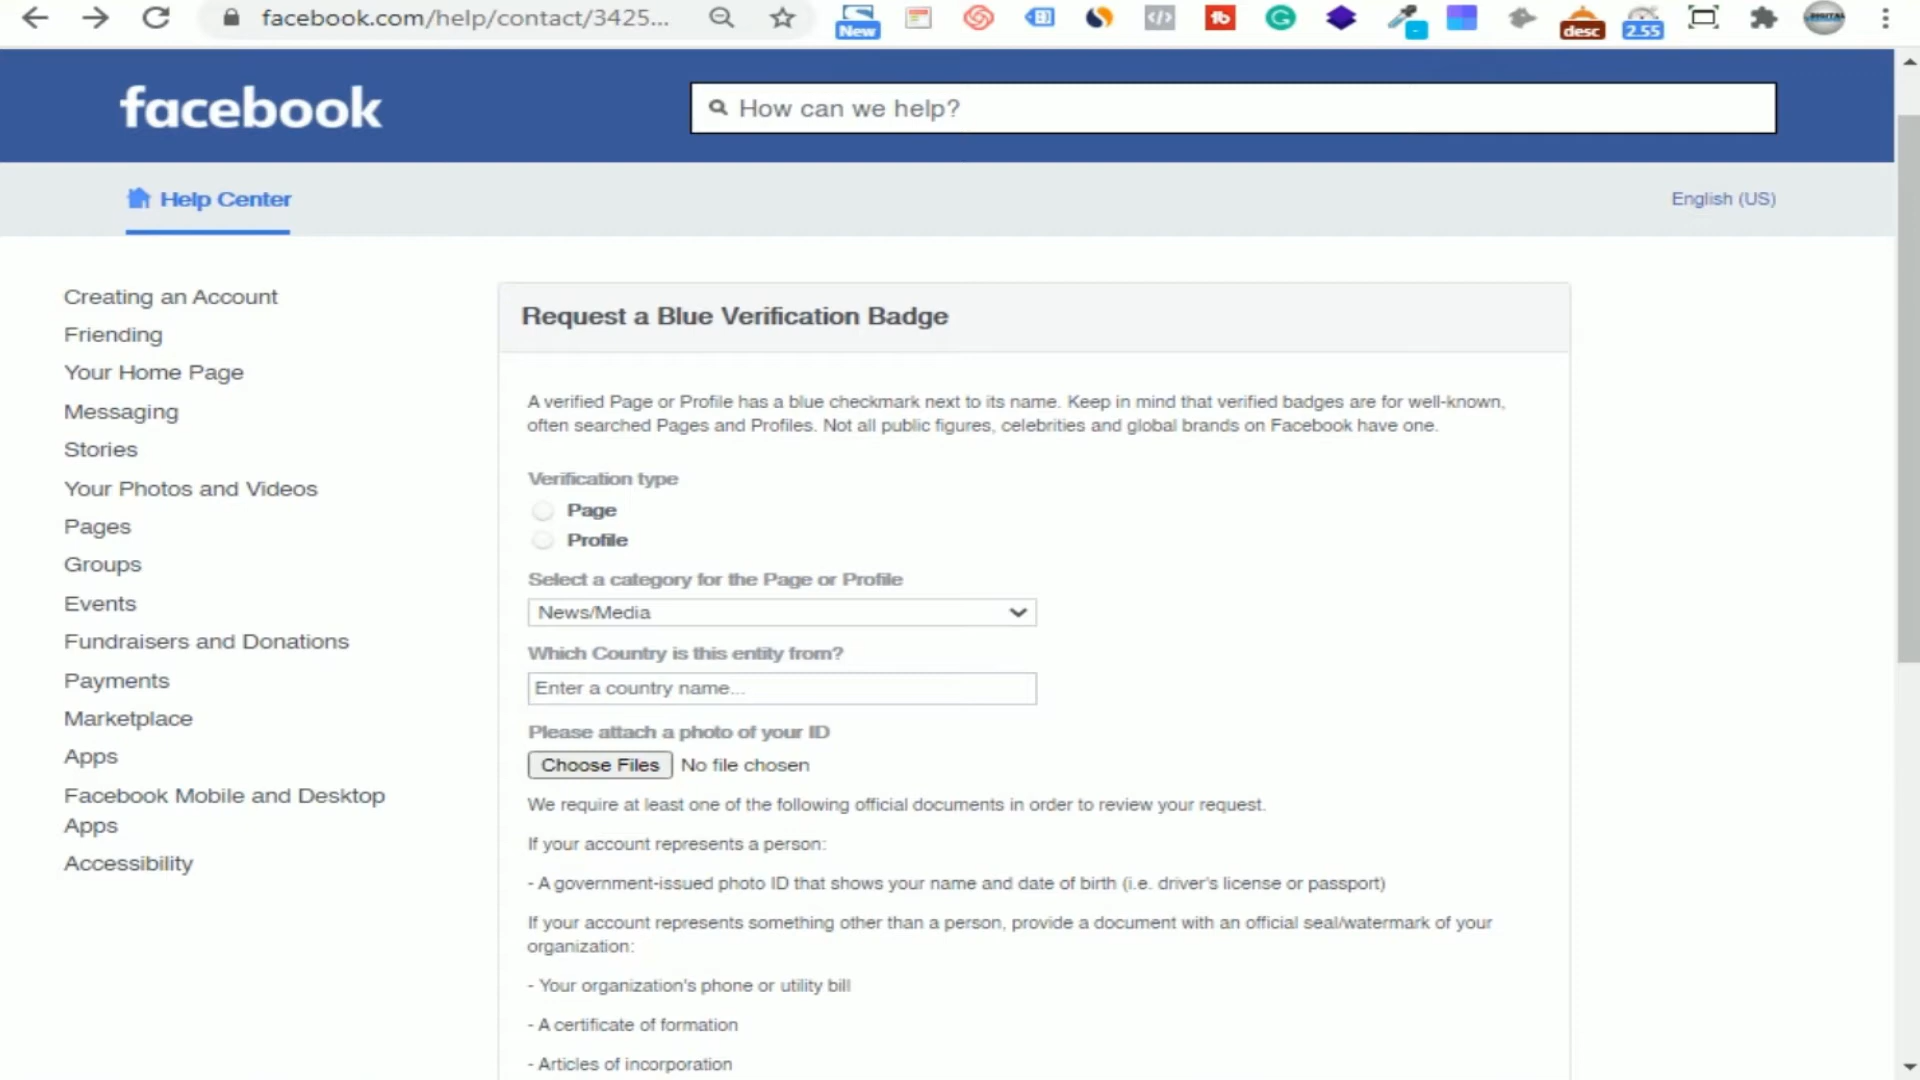 facebook.com/help/contact/3425...
New
desc
2.55
facebook
How can we help?
Help Center
English (US)
Creating an Account
Friending
Your Home Page
Messaging
Stories
Your Photos and Videos
Pages
Groups
Events
Fundraisers and Donations
Payments
Marketplace
Apps
Facebook Mobile and Desktop
Apps
Accessibility
Request a Blue Verification Badge
A verified Page or Profile has a blue checkmark next to its name. Keep in mind that verified badges are for well-known,
often searched Pages and Profiles. Not all public figures, celebrities and global brands on Facebook have one.
Verification type
Page
Profile
Select a category for the Page or Profile
News/Media
Which Country is this entity from?
Enter a country name...
Please attach a photo of your ID
Choose Files No file chosen
We require at least one of the following official documents in order to review your request.
If your account represents a person:
- A government-issued photo ID that shows your name and date of birth (i.e. driver's license or passport)
If your account represents something other than a person, provide a document with an official seal/watermark of your
organization:
- Your organization's phone or utility bill
- A certificate of formation
- Articles of incorporation